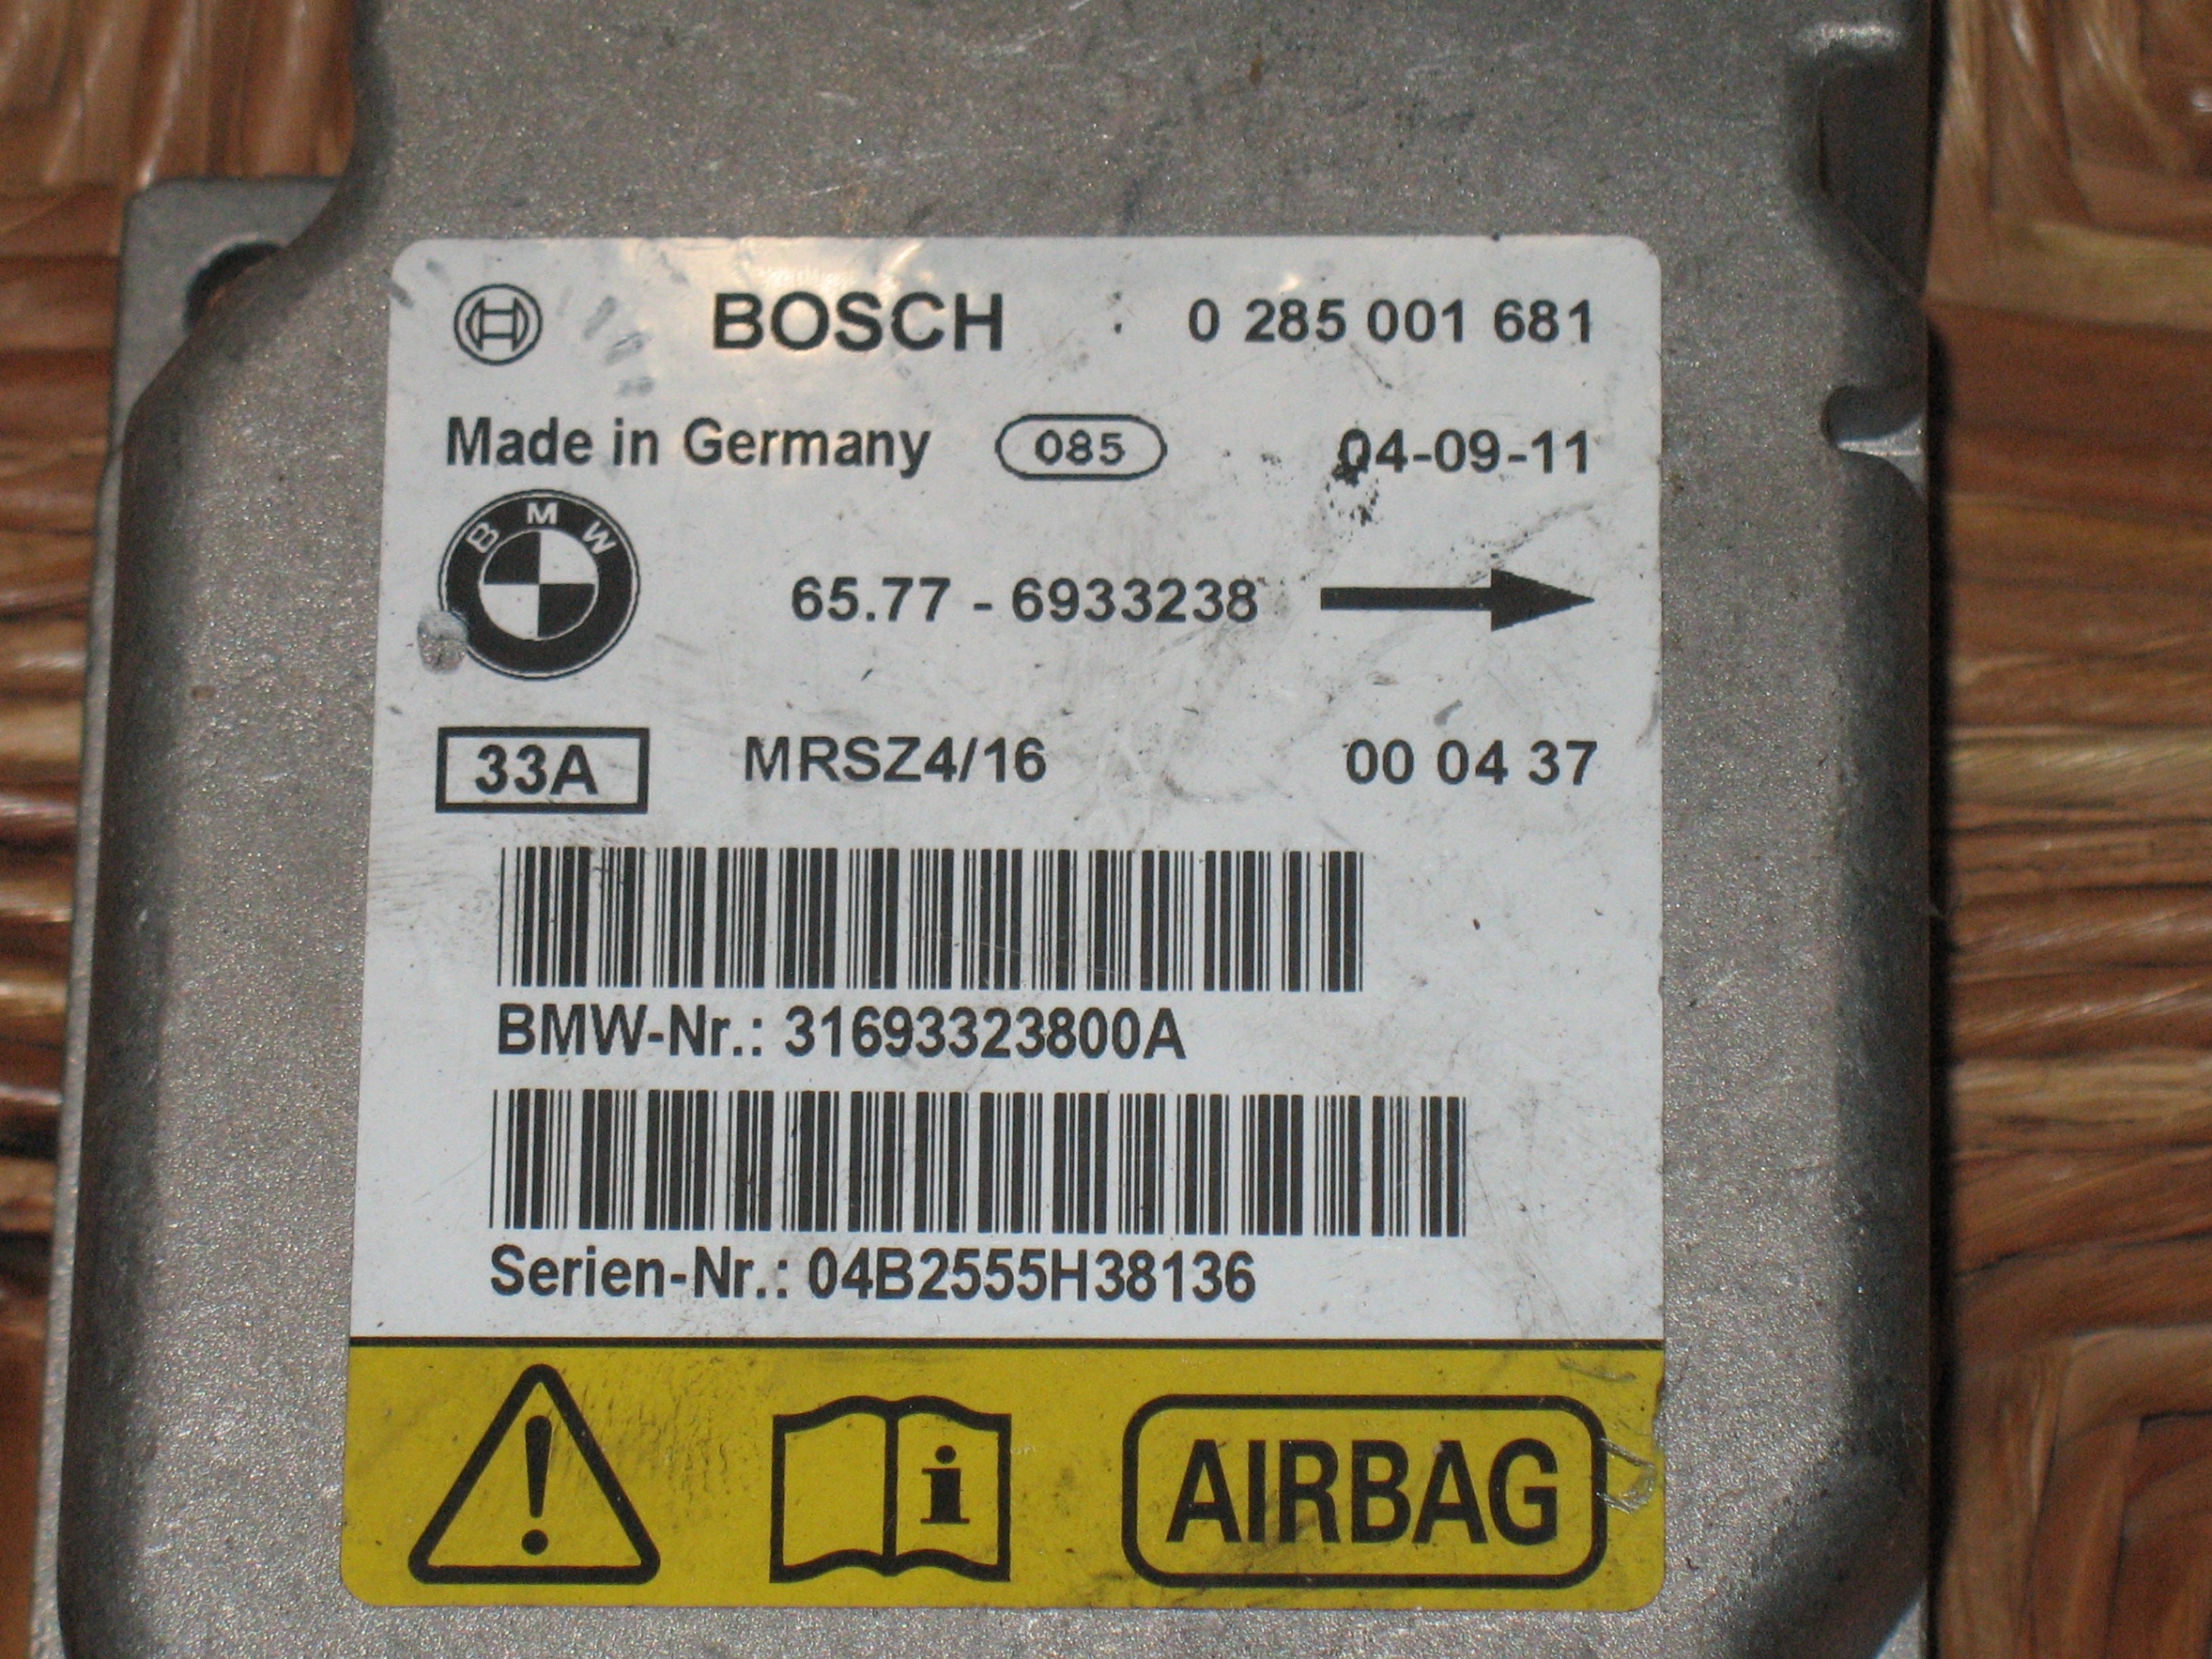 BOSCH 0 285 001 681
Made in Germany 085 04-09-11
BMW
65.77 - 6933238
33A MRSZ4/16 00 04 37
BMW-Nr.: 31693323800A
Serien-Nr.: 04B2555H38136
! i AIRBAG